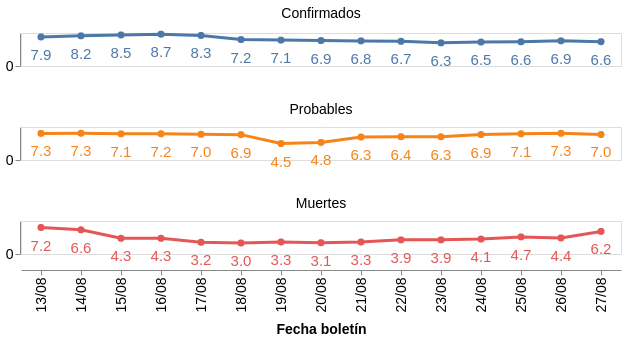 Confirmados
0
7.9 8.2 8.5 8.7 8.3 7.2 7.1 6.9 6.8 6.7 6.3 6.5 6.6 6.9 6.6
Probables
0
7.3 7.3 7.1 7.2 7.0 6.9 4.5 4.8 6.3 6.4 6.3 6.9 7.1 7.3 7.0
Muertes
0
7.2 6.6 4.3 4.3 3.2 3.0 3.3 3.1 3.3 3.9 3.9 4.1 4.7 4.4 6.2
13/08 14/08 15/08 16/08 17/08 18/08 19/08 20/08 21/08 22/08 23/08 24/08 25/08 26/08 27/08
Fecha boletín